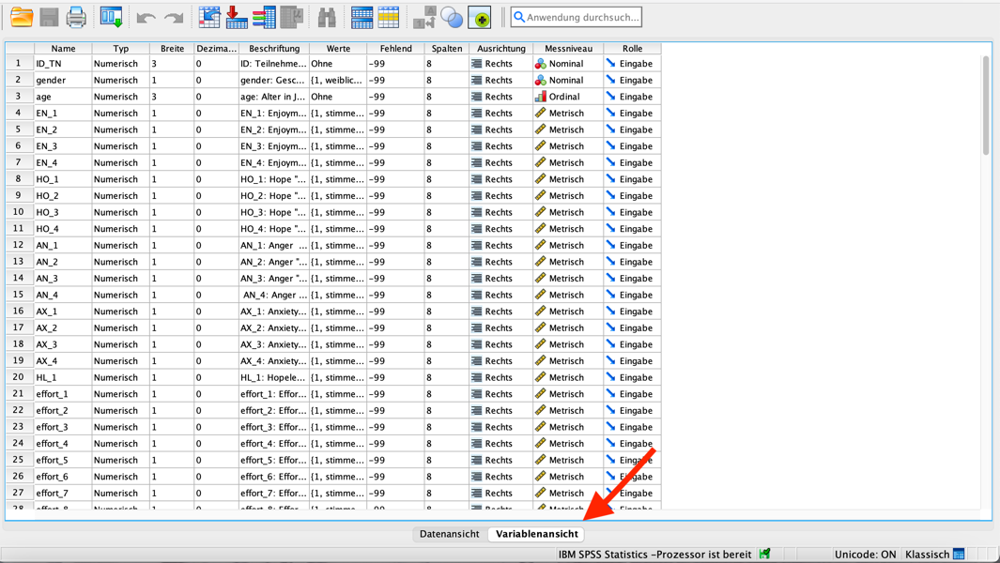 Anwendung durchsuch...
Name Typ Breite Dezima... Beschriftung Werte Fehlend Spalten Ausrichtung Messniveau Rolle
1 ID_TN Numerisch 3 0 ID: Teilnehme... Ohne -99 8 Rechts Nominal Eingabe
2 gender Numerisch 1 0 gender: Gesc... {1, weiblic... -99 8 Rechts Nominal Eingabe
3 age Numerisch 3 0 age: Alter in J... Ohne -99 8 Rechts Ordinal Eingabe
4 EN_1 Numerisch 1 0 EN_1: Enjoym... {1, stimme... -99 8 Rechts Metrisch Eingabe
5 EN_2 Numerisch 1 0 EN_2: Enjoym... {1, stimme... -99 8 Rechts Metrisch Eingabe
6 EN_3 Numerisch 1 0 EN_3: Enjoym... {1, stimme... -99 8 Rechts Metrisch Eingabe
7 EN_4 Numerisch 1 0 EN_4: Enjoym... {1, stimme... -99 8 Rechts Metrisch Eingabe
8 HO_1 Numerisch 1 0 HO_1: Hope "... {1, stimme... -99 8 Rechts Metrisch Eingabe
9 HO_2 Numerisch 1 0 HO_2: Hope "... {1, stimme... -99 8 Rechts Metrisch Eingabe
10 HO_3 Numerisch 1 0 HO_3: Hope "... {1, stimme... -99 8 Rechts Metrisch Eingabe
11 HO_4 Numerisch 1 0 HO_4: Hope "... {1, stimme... -99 8 Rechts Metrisch Eingabe
12 AN_1 Numerisch 1 0 AN_1: Anger ... {1, stimme... -99 8 Rechts Metrisch Eingabe
13 AN_2 Numerisch 1 0 AN_2: Anger "... {1, stimme... -99 8 Rechts Metrisch Eingabe
14 AN_3 Numerisch 1 0 AN_3: Anger "... {1, stimme... -99 8 Rechts Metrisch Eingabe
15 AN_4 Numerisch 1 0 AN_4: Anger ... {1, stimme... -99 8 Rechts Metrisch Eingabe
16 AX_1 Numerisch 1 0 AX_1: Anxiety... {1, stimme... -99 8 Rechts Metrisch Eingabe
17 AX_2 Numerisch 1 0 AX_2: Anxiety... {1, stimme... -99 8 Rechts Metrisch Eingabe
18 AX_3 Numerisch 1 0 AX_3: Anxiety... {1, stimme... -99 8 Rechts Metrisch Eingabe
19 AX_4 Numerisch 1 0 AX_4: Anxiety... {1, stimme... -99 8 Rechts Metrisch Eingabe
20 HL_1 Numerisch 1 0 HL_1: Hopele... {1, stimme... -99 8 Rechts Metrisch Eingabe
21 effort_1 Numerisch 1 0 effort_1: Effor... {1, stimme... -99 8 Rechts Metrisch Eingabe
22 effort_2 Numerisch 1 0 effort_2: Effor... {1, stimme... -99 8 Rechts Metrisch Eingabe
23 effort_3 Numerisch 1 0 effort_3: Effor... {1, stimme... -99 8 Rechts Metrisch Eingabe
24 effort_4 Numerisch 1 0 effort_4: Effor... {1, stimme... -99 8 Rechts Metrisch Eingabe
25 effort_5 Numerisch 1 0 effort_5: Effor... {1, stimme... -99 8 Rechts Metrisch Eingabe
26 effort_6 Numerisch 1 0 effort_6: Effor... {1, stimme... -99 8 Rechts Metrisch Eingabe
27 effort_7 Numerisch 1 0 effort_7: Effor... {1, stimme... -99 8 Rechts Metrisch Eingabe
Datenansicht Variablenansicht
IBM SPSS Statistics -Prozessor ist bereit Unicode: ON Klassisch